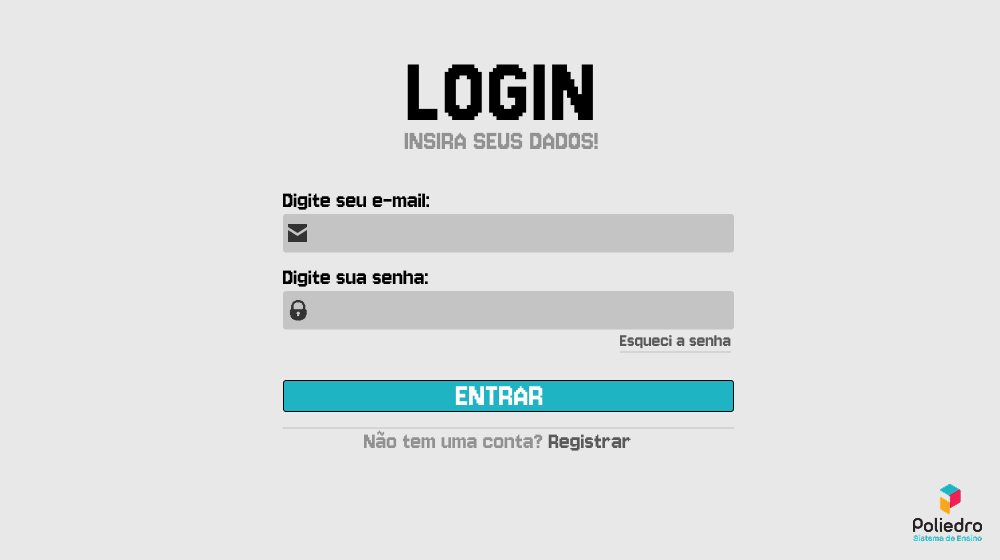 LOGIN
INSIRA SEUS DADOS!
Digite seu e-mail:
Digite sua senha:
Esqueci a senha
ENTRAR
Não tem uma conta? Registrar
Poliedro
Sistema de Ensino